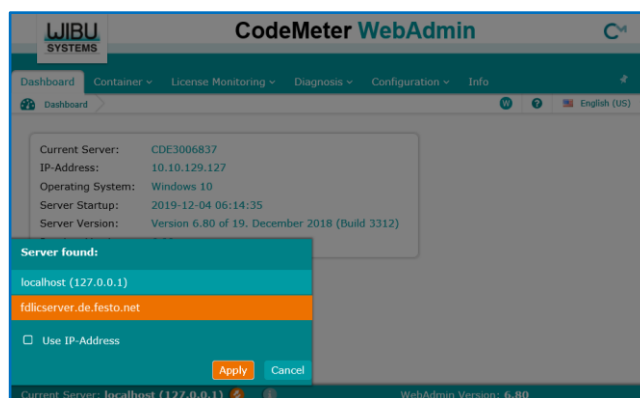 WIBU
SYSTEMS
CodeMeter WebAdmin
CM
Dashboard Container License Monitoring Diagnosis Configuration Info
Dashboard
W ? English (US)
Current Server: CDE3006837
IP-Address: 10.10.129.127
Operating System: Windows 10
Server Startup: 2019-12-04 06:14:35
Server Version: Version 6.80 of 19. December 2018 (Build 3312)
Server found:
localhost (127.0.0.1)
fdlicserver.de.festo.net
Use IP-Address
Apply Cancel
Current Server: localhost (127.0.0.1) WebAdmin Version: 6.80